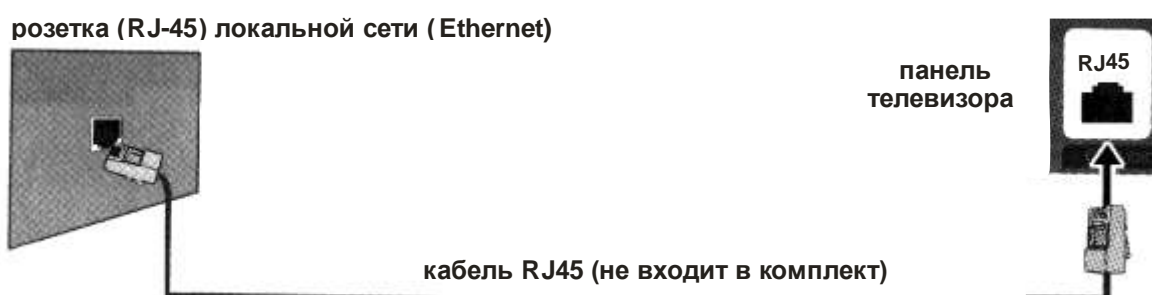 розетка (RJ-45) локальной сети (Ethernet)
панель
телевизора
RJ45
кабель RJ45 (не входит в комплект)